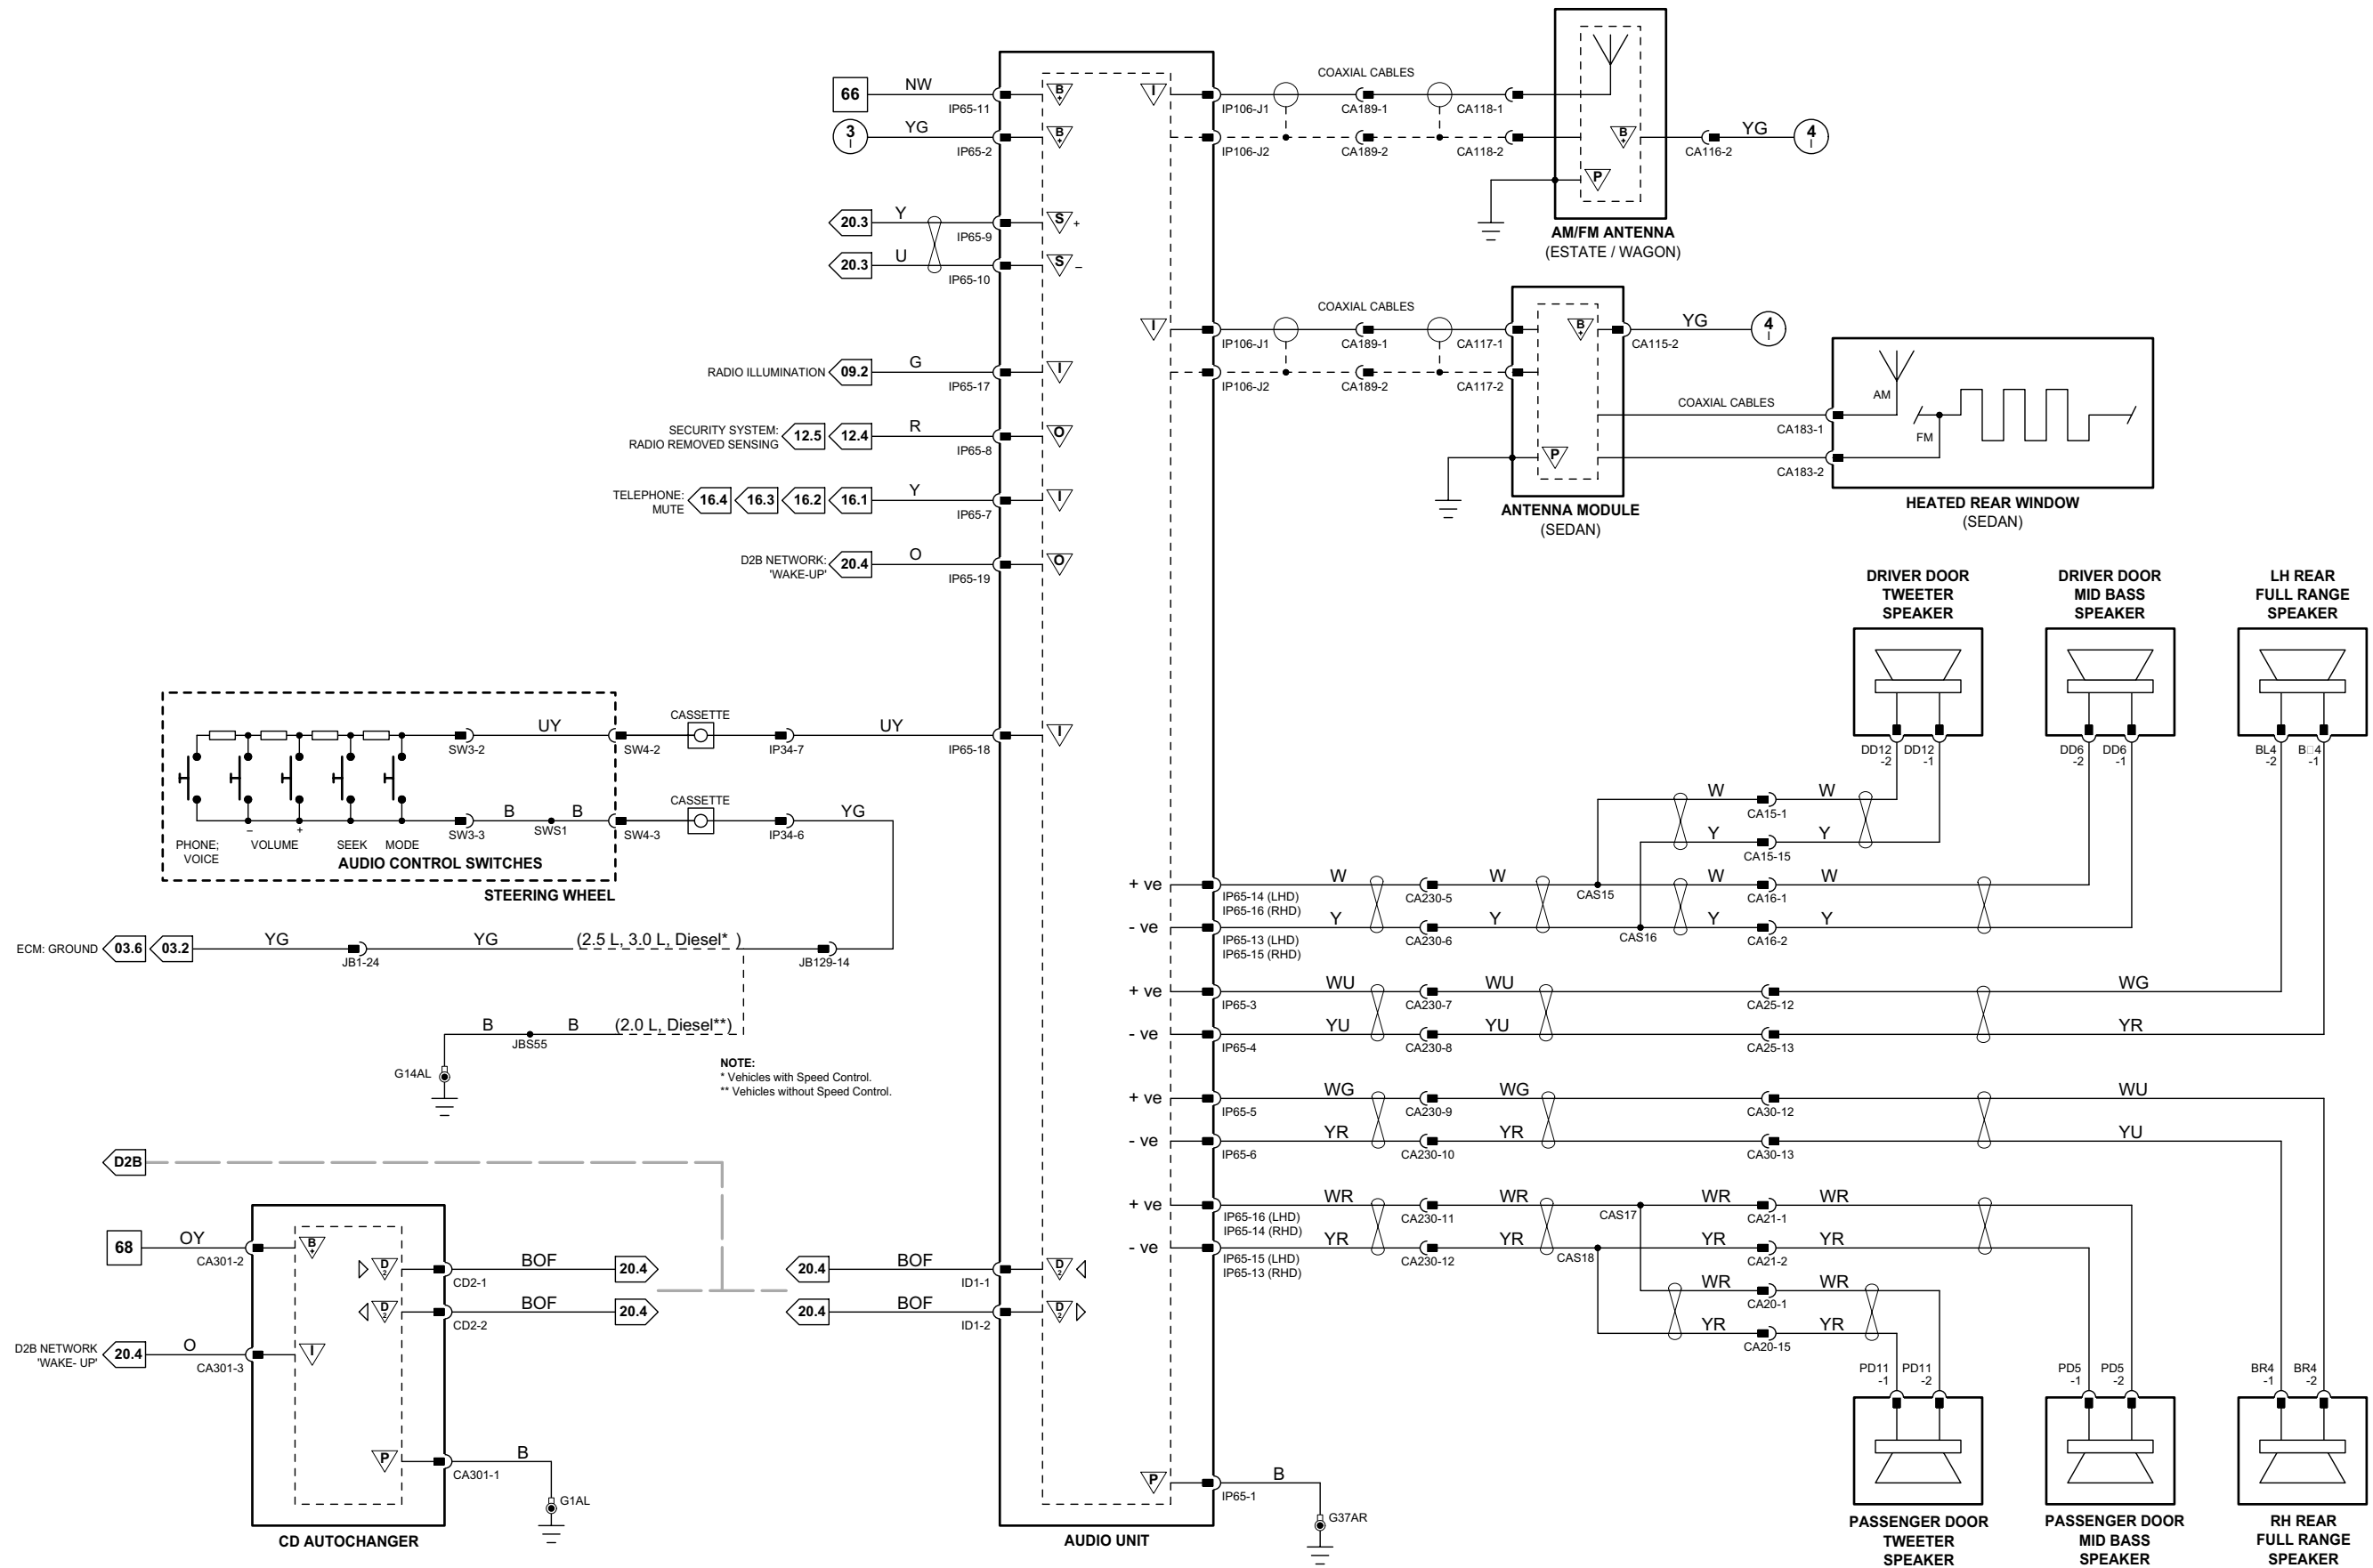 66
NW
IP65-11
B
+
3
I
YG
IP65-2
B
+
20.3
Y
IP65-9
S
+
20.3
U
IP65-10
S
–
RADIO ILLUMINATION
09.2
G
IP65-17
I
SECURITY SYSTEM:
RADIO REMOVED SENSING
12.5
12.4
R
IP65-8
O
TELEPHONE:
MUTE
16.4
16.3
16.2
16.1
Y
IP65-7
I
D2B NETWORK:
'WAKE-UP'
20.4
O
IP65-19
O
I
IP106-J1
COAXIAL CABLES
CA189-1
CA118-1
IP106-J2
CA189-2
CA118-2
B
+
P
CA116-2
YG
4
I
AM/FM ANTENNA
(ESTATE / WAGON)
I
IP106-J1
COAXIAL CABLES
CA189-1
CA117-1
IP106-J2
CA189-2
CA117-2
B
+
P
CA115-2
YG
4
I
ANTENNA MODULE
(SEDAN)
COAXIAL CABLES
CA183-1
CA183-2
AM
FM
HEATED REAR WINDOW
(SEDAN)
DRIVER DOOR
TWEETER
SPEAKER
DRIVER DOOR
MID BASS
SPEAKER
LH REAR
FULL RANGE
SPEAKER
DD12
-2
DD12
-1
DD6
-2
DD6
-1
BL4
-2
B□4
-1
CASSETTE
SW3-2
UY
SW4-2
IP34-7
UY
IP65-18
I
CASSETTE
SW3-3
B
SWS1
B
SW4-3
IP34-6
YG
–
+
PHONE;
VOICE
VOLUME
SEEK
MODE
AUDIO CONTROL SWITCHES
STEERING WHEEL
ECM: GROUND
03.6
03.2
YG
JB1-24
YG
(2.5 L, 3.0 L, Diesel* )
JB129-14
B
JBS55
B
(2.0 L, Diesel**)
G14AL
NOTE:
* Vehicles with Speed Control.
** Vehicles without Speed Control.
W
CA15-1
W
Y
CA15-15
Y
+ ve
IP65-14 (LHD)
IP65-16 (RHD)
W
CA230-5
W
CAS15
W
CA16-1
W
- ve
IP65-13 (LHD)
IP65-15 (RHD)
Y
CA230-6
Y
CAS16
Y
CA16-2
Y
+ ve
IP65-3
WU
CA230-7
WU
CA25-12
WG
- ve
IP65-4
YU
CA230-8
YU
CA25-13
YR
+ ve
IP65-5
WG
CA230-9
WG
CA30-12
WU
- ve
IP65-6
YR
CA230-10
YR
CA30-13
YU
+ ve
IP65-16 (LHD)
IP65-14 (RHD)
WR
CA230-11
WR
CAS17
WR
CA21-1
WR
- ve
IP65-15 (LHD)
IP65-13 (RHD)
YR
CA230-12
YR
CAS18
YR
CA21-2
YR
WR
CA20-1
WR
YR
CA20-15
YR
D2B
68
OY
CA301-2
B
+
D
2
CD2-1
BOF
20.4
D
2
CD2-2
BOF
20.4
20.4
BOF
ID1-1
D
2
20.4
BOF
ID1-2
D
2
D2B NETWORK
'WAKE- UP'
20.4
O
CA301-3
I
P
CA301-1
B
G1AL
CD AUTOCHANGER
P
IP65-1
B
G37AR
AUDIO UNIT
PD11
-1
PD11
-2
PD5
-1
PD5
-2
BR4
-1
BR4
-2
PASSENGER DOOR
TWEETER
SPEAKER
PASSENGER DOOR
MID BASS
SPEAKER
RH REAR
FULL RANGE
SPEAKER